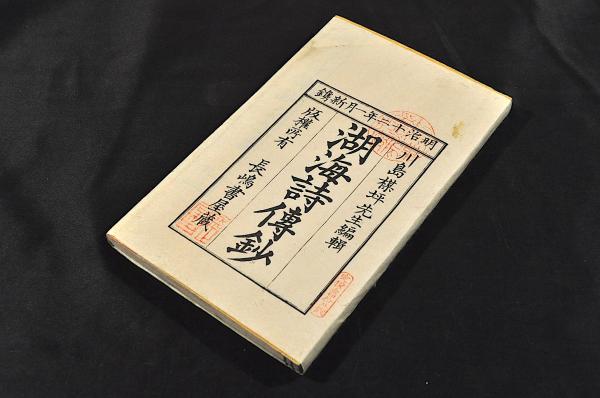 明治十二年一月新鐫
川島楳坪先生編輯
湖海詩傳鈔
版權所有　長嶋書屋藏